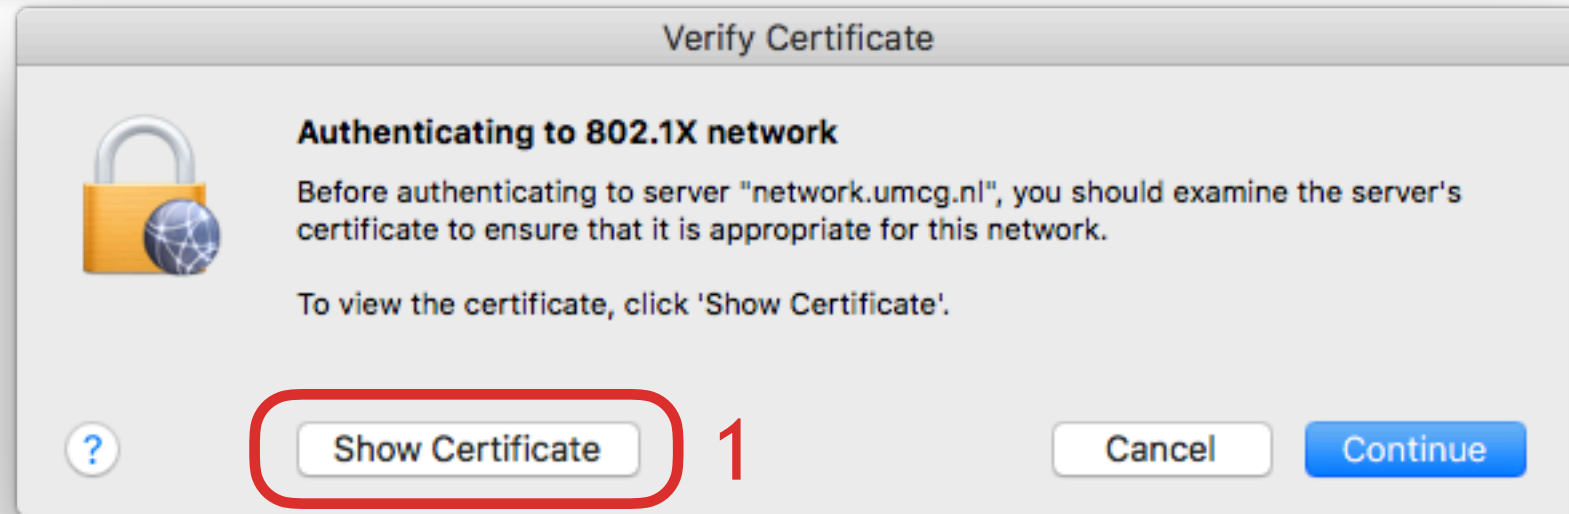 Verify Certificate
Authenticating to 802.1X network
Before authenticating to server "network.umcg.nl", you should examine the server's
certificate to ensure that it is appropriate for this network.
To view the certificate, click 'Show Certificate'.
?
Show Certificate
1
Cancel
Continue